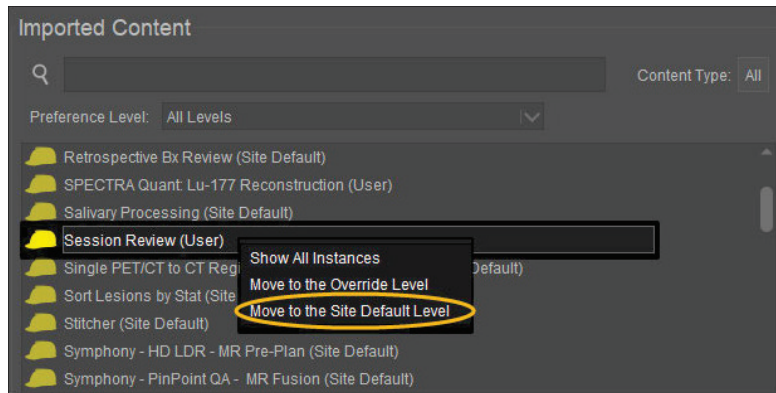 Imported Content
Content Type: All
Preference Level: All Levels
Retrospective Bx Review (Site Default)
SPECTRA Quant: Lu-177 Reconstruction (User)
Salivary Processing (Site Default)
Session Review (User)
Show All Instances
Single PET/CT to CT Regi Default)
Move to the Override Level
Sort Lesions by Stat (Site
Move to the Site Default Level
Stitcher (Site Default)
Symphony - HD LDR - MR Pre-Plan (Site Default)
Symphony - PinPoint QA - MR Fusion (Site Default)